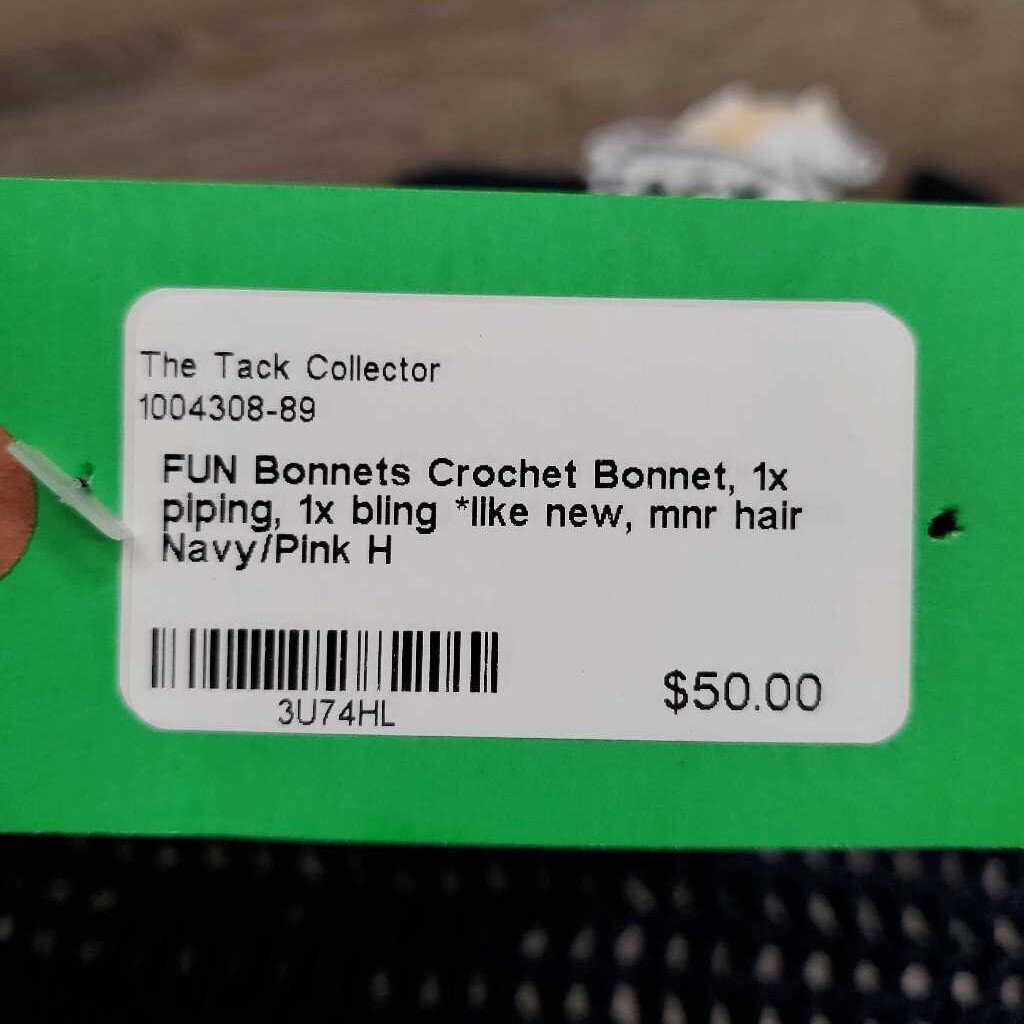 The Tack Collector
1004308-89
FUN Bonnets Crochet Bonnet, 1x
piping, 1x bling *like new, mnr hair
Navy/Pink H
3U74HL
$50.00